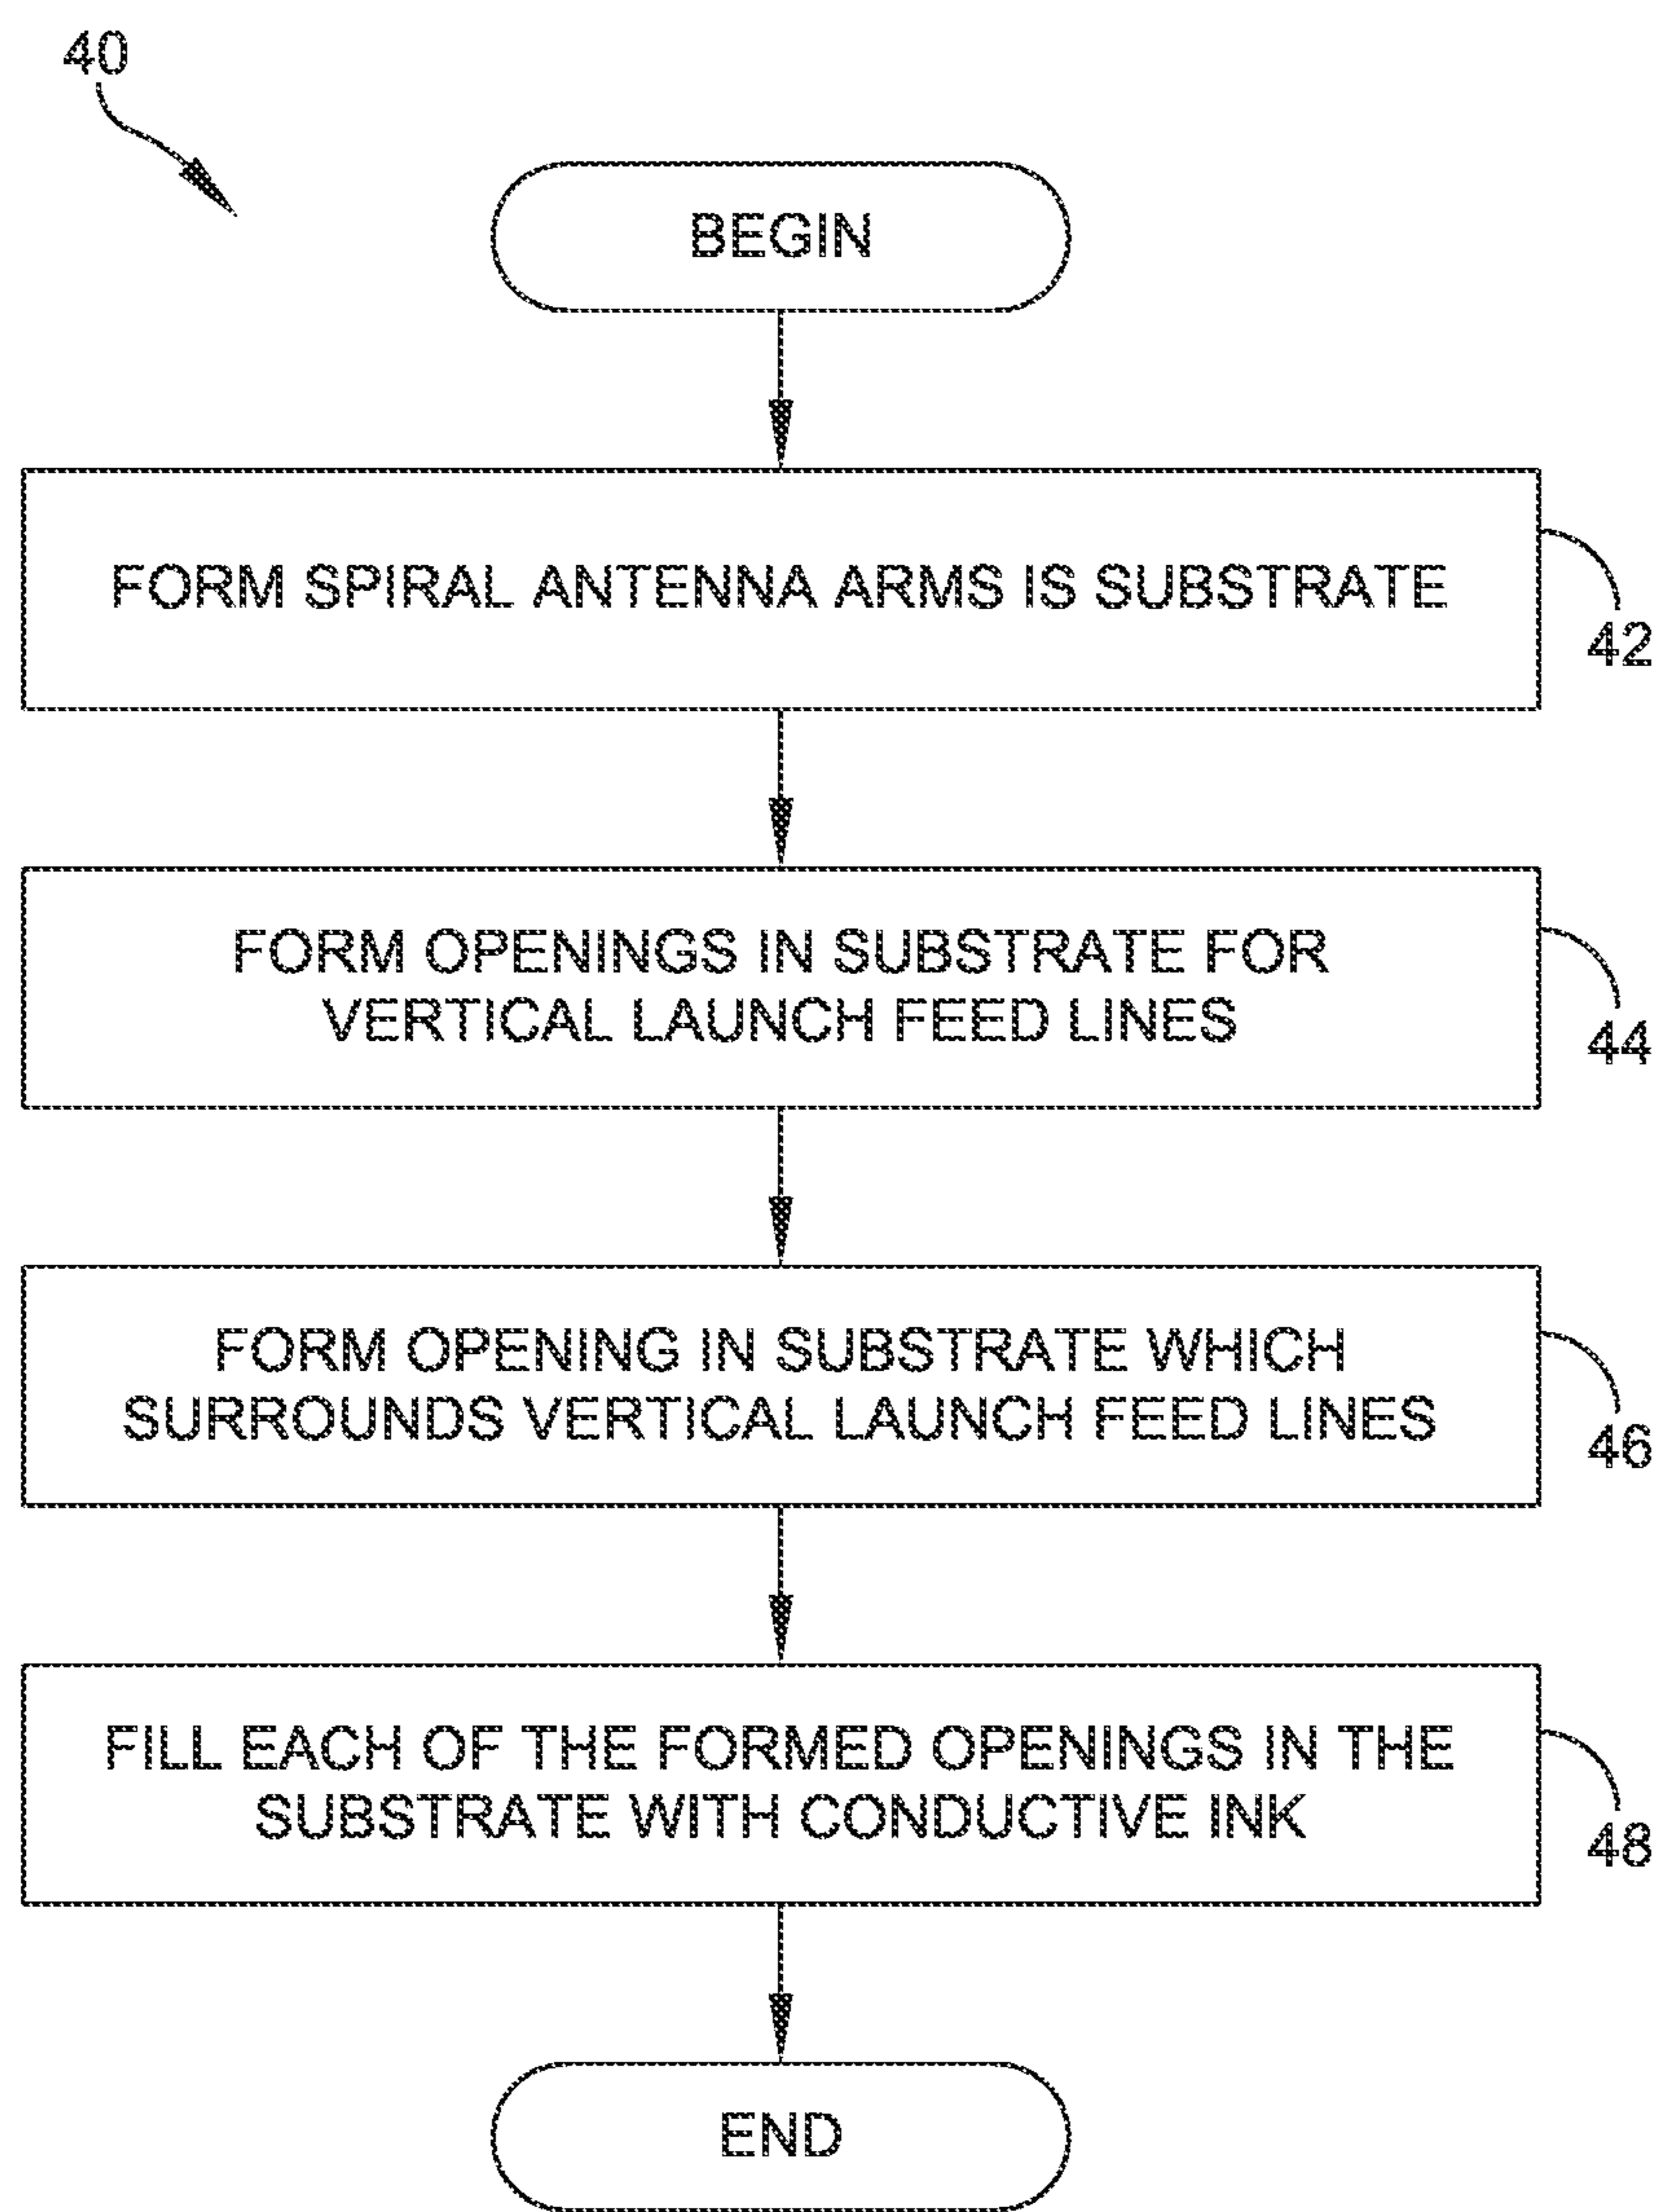 40
BEGIN
FORM SPIRAL ANTENNA ARMS IS SUBSTRATE
42
FORM OPENINGS IN SUBSTRATE FOR
VERTICAL LAUNCH FEED LINES
44
FORM OPENING IN SUBSTRATE WHICH
SURROUNDS VERTICAL LAUNCH FEED LINES
46
FILL EACH OF THE FORMED OPENINGS IN THE
SUBSTRATE WITH CONDUCTIVE INK
48
END